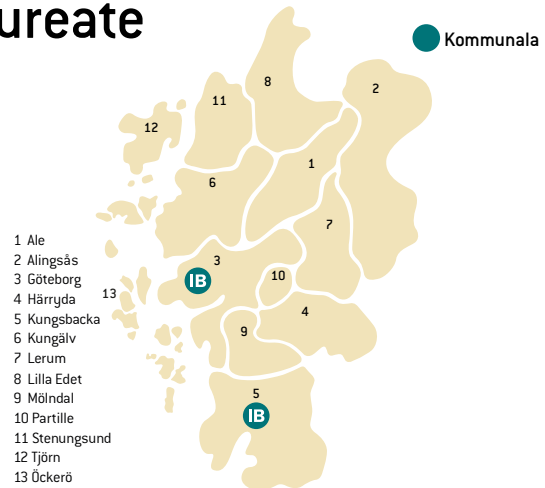 ureate
Kommunala
8
2
11
12
1
6
7
3
IB
10
13
4
9
5
IB
1 Ale
2 Alingsås
3 Göteborg
4 Härryda
5 Kungsbacka
6 Kungälv
7 Lerum
8 Lilla Edet
9 Mölndal
10 Partille
11 Stenungsund
12 Tjörn
13 Öckerö